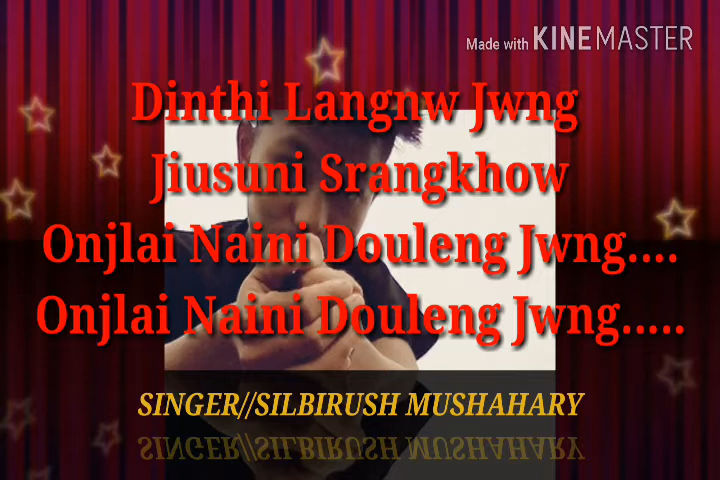 Made with KINEMASTER
Dinthi Langnw Jwng
Jiusuni Srangkhow
Onjlai Naini Douleng Jwng....
Onjlai Naini Douleng Jwng.....
SINGER//SILBIRUSH MUSHAHARY